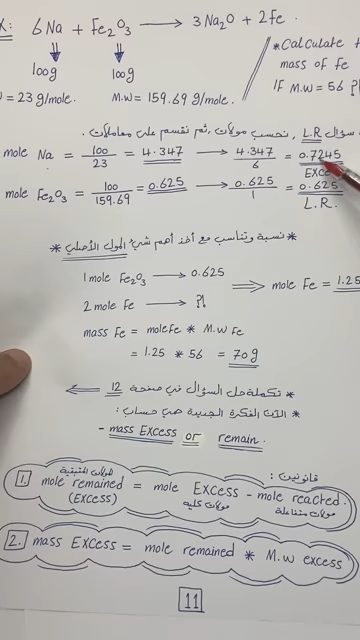 EX: 6Na + Fe₂O₃ ⟶ 3Na₂O + 2Fe.
100g 100g
= 23 g/mole. M.W = 159.69 g/mole.
*Calculate
mass of Fe
IF M.W = 56 ?!
سؤال L.R, نحسب مولات, ثم نقسم على معاملات.
mole Na = 100/23 = 4.347 ⟶ 4.347/6 = 0.7245
EXCE
mole Fe₂O₃ = 100/159.69 = 0.625 ⟶ 0.625/1 = 0.625
L.R.
* نسبة وتناسب مع أخذ أهم شيء المول الأصلي *
1 mole Fe₂O₃ ⟶ 0.625
2 mole Fe ⟶ ?!
⟹ mole Fe = 1.25
mass Fe = mole Fe * M.W Fe
= 1.25 * 56 = 70 g
* تكملة حل السؤال في صفحة 12 ⟸
* الآن الفكرة الجديدة هي حساب :
- mass Excess or remain.
قانونين :
1. mole remained = mole Excess - mole reacted.
(Excess) مولات كلية مولات متفاعلة
المولات المتبقية
2. mass Excess = mole remained * M.W excess
11